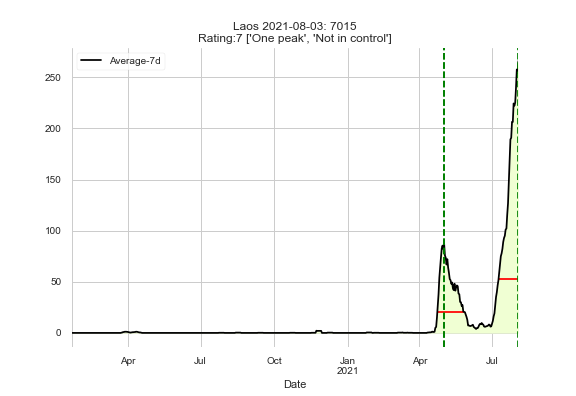 Laos 2021-08-03: 7015
Rating:7 ['One peak', 'Not in control']
Average-7d
250
200
150
100
50
0
Apr
Jul
Oct
Jan
2021
Apr
Jul
Date